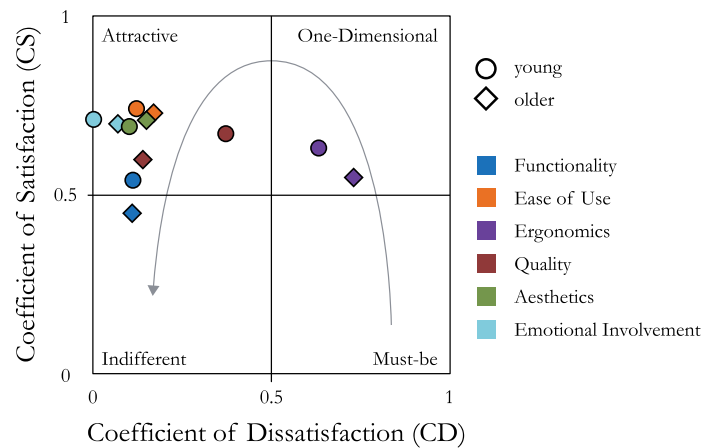 1
Attractive
One-Dimensional
young
older
Functionality
0.5
Ease of Use
Ergonomics
Quality
Aesthetics
Emotional Involvement
Indifferent
Must-be
0
0
0.5
1
Coefficient of Satisfaction (CS)
Coefficient of Dissatisfaction (CD)